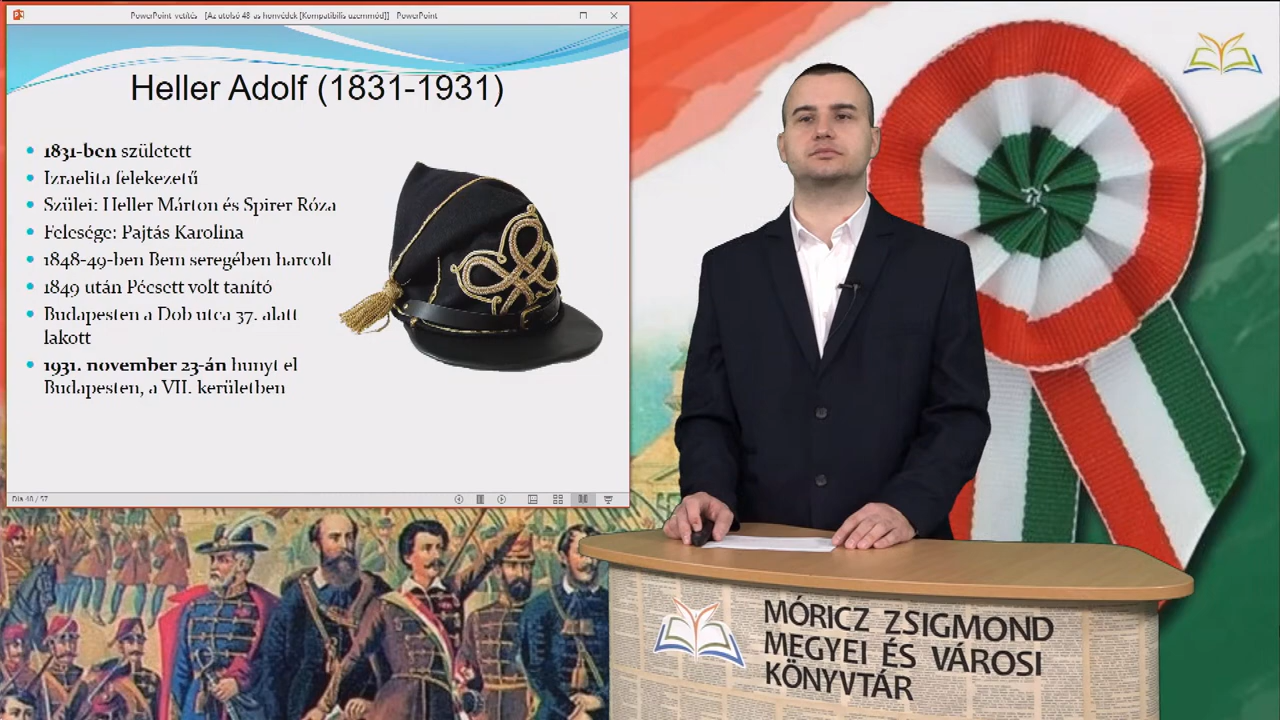 PowerPoint-vetítés - [Az utolsó 48-as honvédek [Kompatibilis üzemmód]] - PowerPoint
Heller Adolf (1831-1931)
1831-ben született
Izraelita felekezetű
Szülei: Heller Márton és Spirer Róza
Felesége: Pajtás Karolina
1848-49-ben Bem seregében harcolt
1849 után Pécsett volt tanító
Budapesten a Dob utca 37. alatt
lakott
1931. november 23-án hunyt el
Budapesten, a VII. kerületben
Dia 48 / 57
MÓRICZ ZSIGMOND
MEGYEI ÉS VÁROSI
KÖNYVTÁR